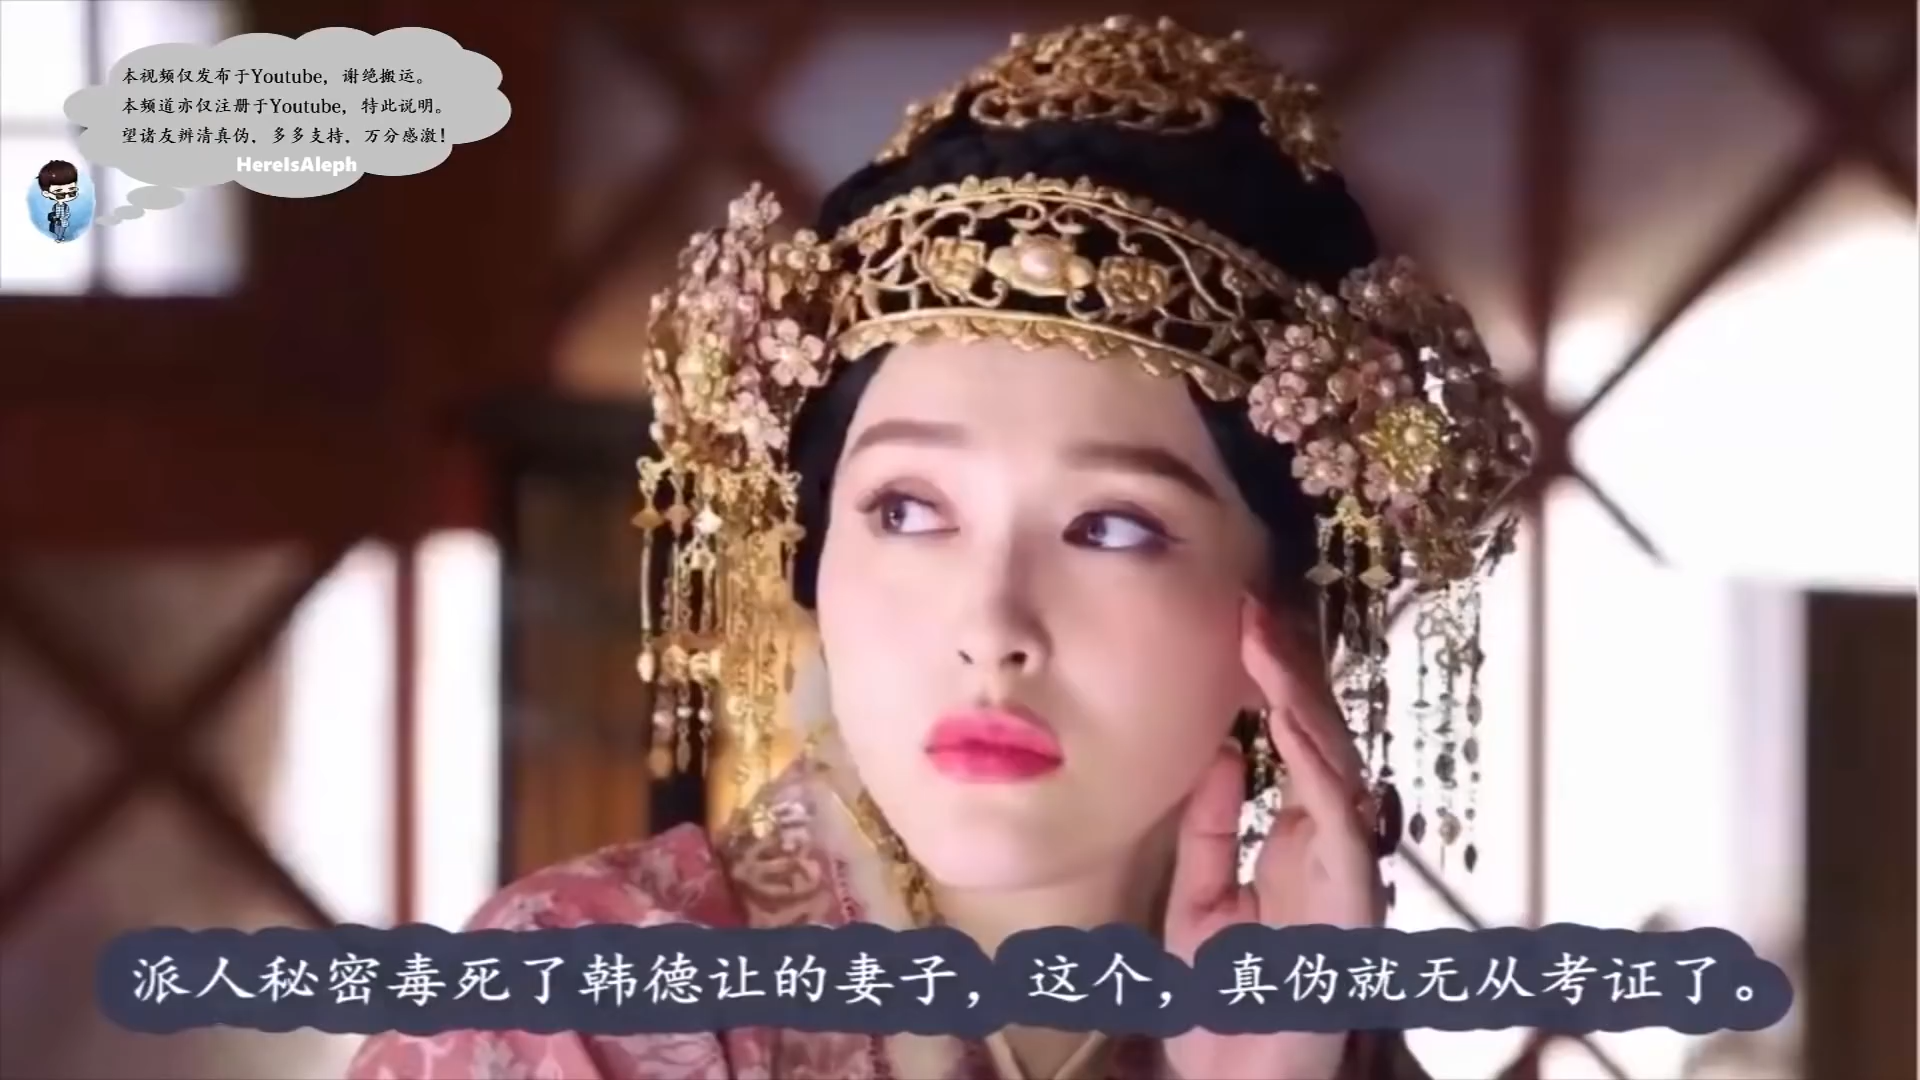 本视频仅发布于Youtube，谢绝搬运。
本频道亦仅注册于Youtube，特此说明。
望诸友辨清真伪，多多支持，万分感激！
HereIsAleph
派人秘密毒死了韩德让的妻子，这个，真伪就无从考证了。